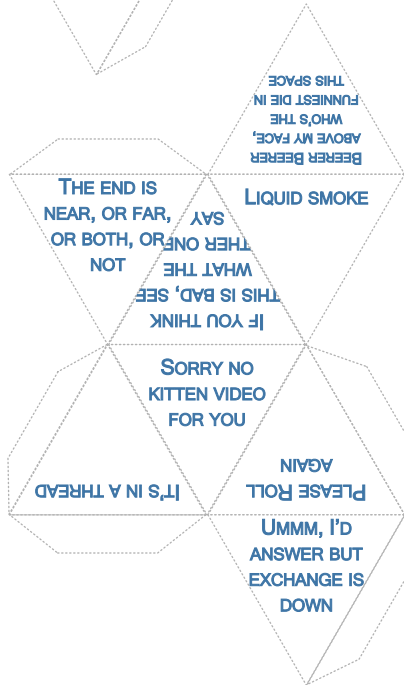 Beerer Beerer
above my face,
who's the
funniest die in
this space
The end is
near, or far,
or both, or
not
Liquid smoke
If you think
this is bad, see
what the
ther one
say
Sorry no
kitten video
for you
It's in a thread
Please Roll
again
Ummm, I'd
answer but
exchange is
down